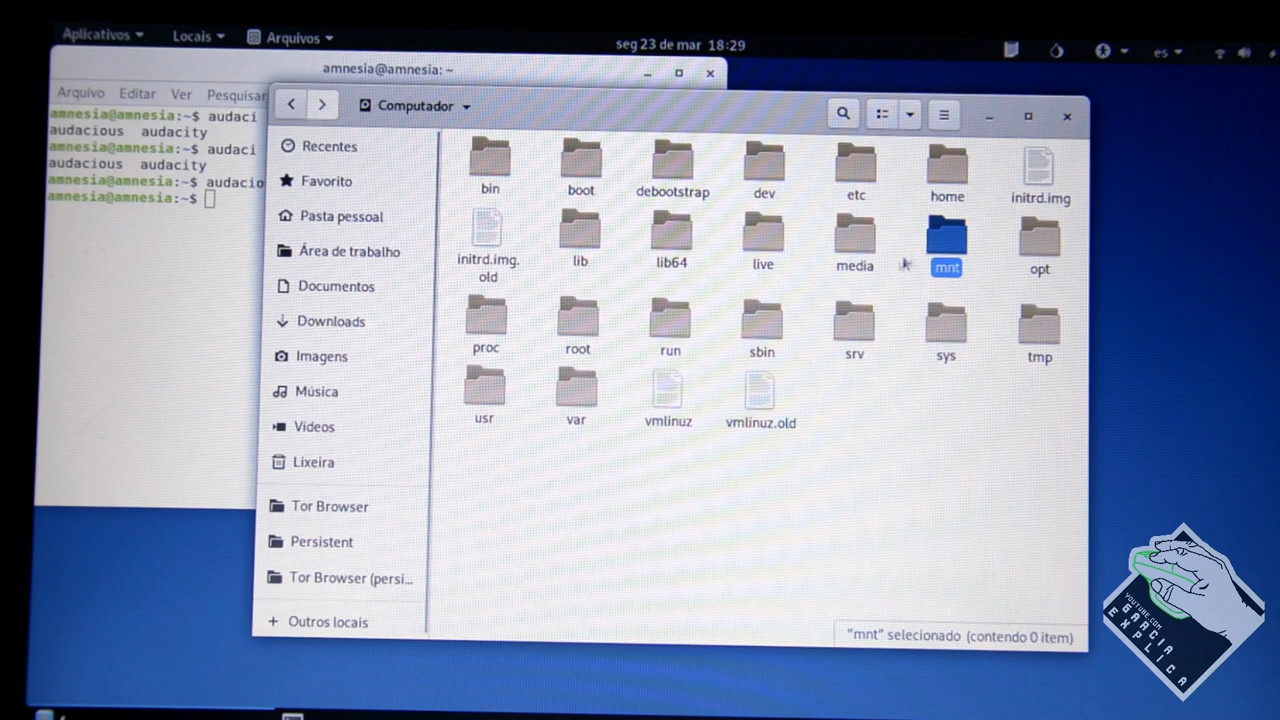 Aplicativos Locais Arquivos seg 23 de mar 18:29 es
amnesia@amnesia: ~
Arquivo Editar Ver Pesquisar
amnesia@amnesia:~$ audaci
audacious audacity
amnesia@amnesia:~$ audaci
audacious audacity
amnesia@amnesia:~$ audacio
amnesia@amnesia:~$
Computador
Recentes
Favorito
Pasta pessoal
Área de trabalho
Documentos
Downloads
Imagens
Música
Vídeos
Lixeira
Tor Browser
Persistent
Tor Browser (persi...
+ Outros locais
bin boot debootstrap dev etc home initrd.img
initrd.img.
old
lib lib64 live media mnt opt
proc root run sbin srv sys tmp
usr var vmlinuz vmlinuz.old
"mnt" selecionado (contendo 0 item)
YOUTUBE.COM
GARCIA
EXPLICA